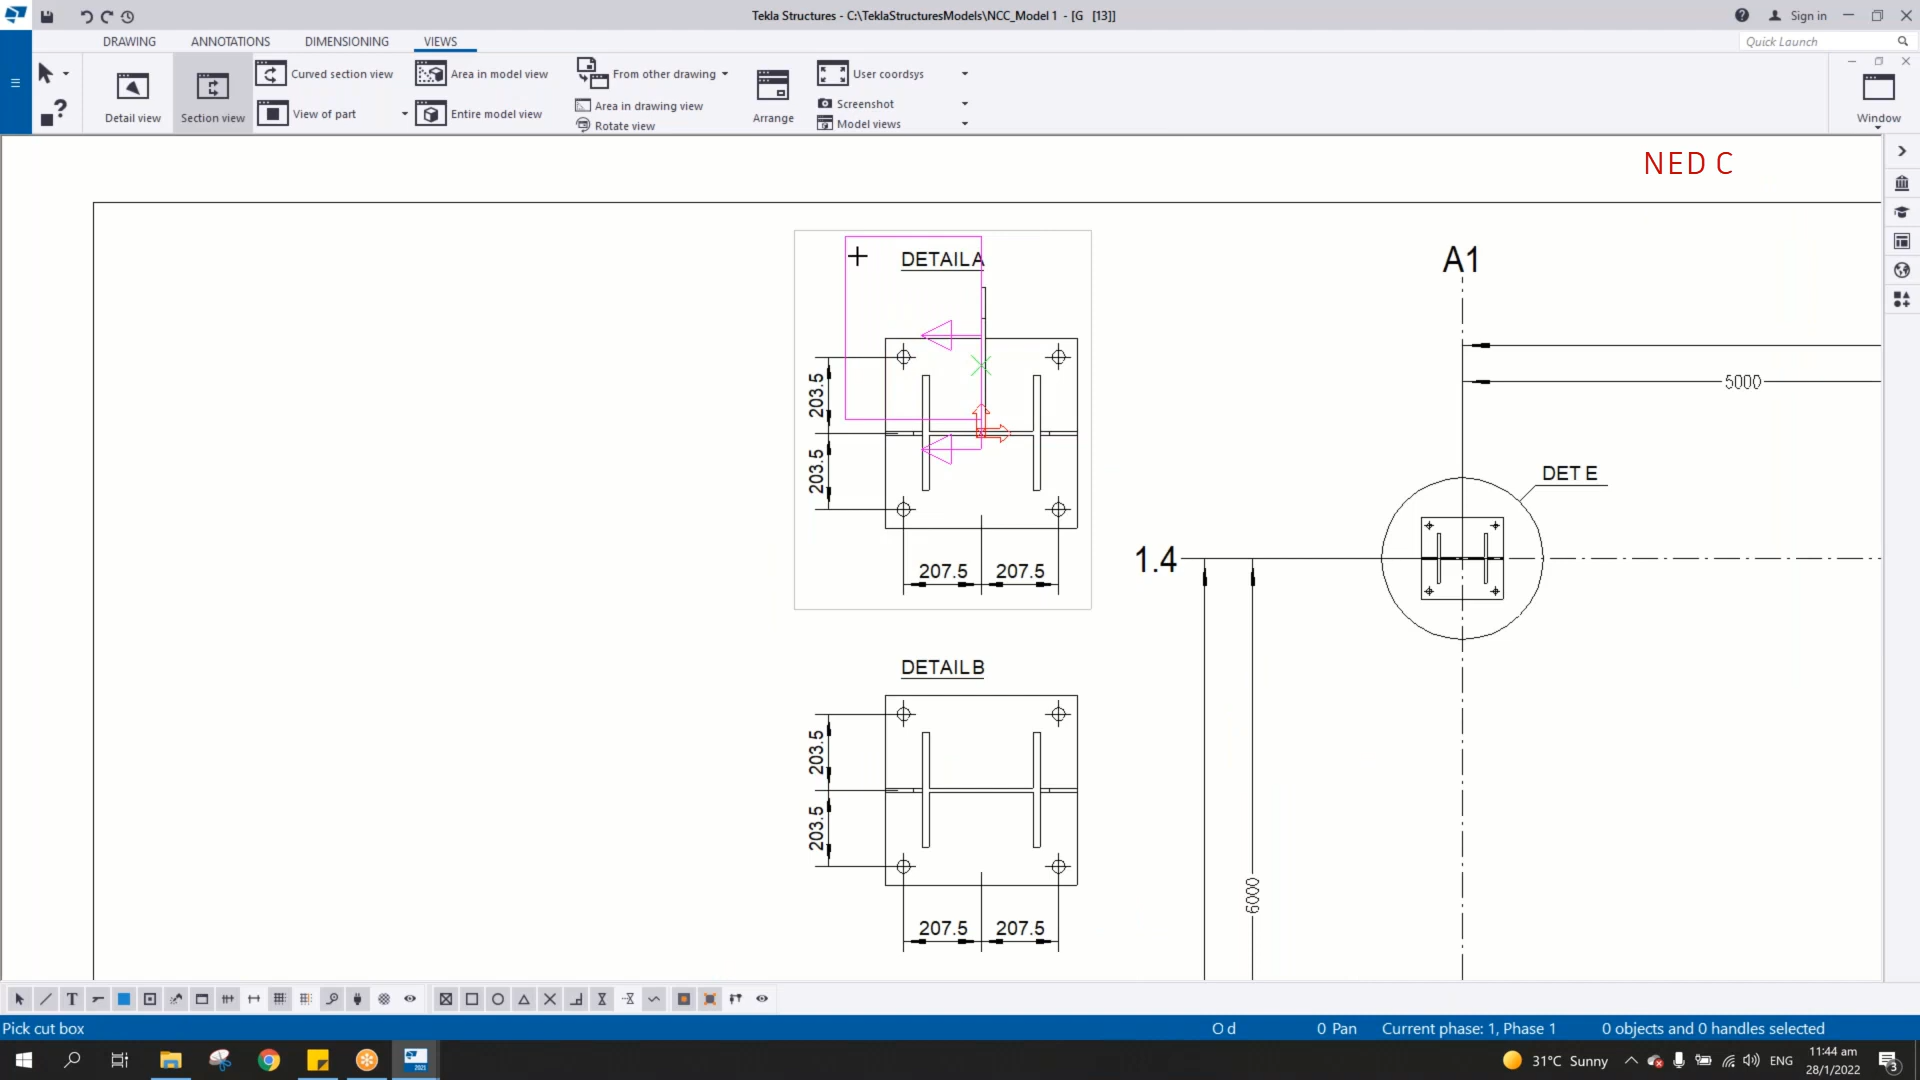 Tekla Structures - C:\TeklaStructuresModels\NCC_Model 1 - [G [13]]
Sign in
DRAWING
ANNOTATIONS
DIMENSIONING
VIEWS
Quick Launch
Detail view
Section view
Curved section view
View of part
Area in model view
Entire model view
From other drawing
Area in drawing view
Rotate view
Arrange
User coordsys
Screenshot
Model views
Window
NED C
DETAIL A
A1
203.5
203.5
207.5
207.5
5000
DET E
1.4
DETAIL B
203.5
203.5
207.5
207.5
6000
Pick cut box
O d
0 Pan
Current phase: 1, Phase 1
0 objects and 0 handles selected
31°C Sunny
ENG
11:44 am
28/1/2022
2021
3